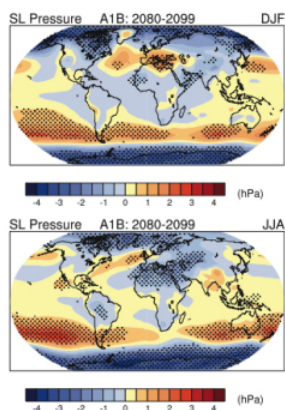 SL Pressure A1B: 2080-2099 DJF
-4 -3 -2 -1 0 1 2 3 4 (hPa)
SL Pressure A1B: 2080-2099 JJA
-4 -3 -2 -1 0 1 2 3 4 (hPa)